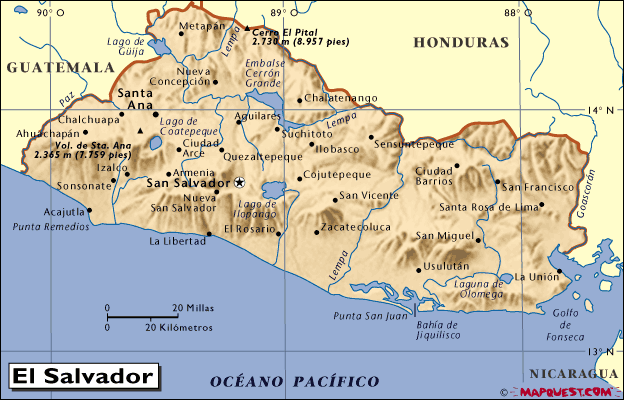 90°O
89°O
88°O
Metapán
Cerro El Pital
2.730 m (8.957 pies)
Lempa
Lago de
Güija
HONDURAS
GUATEMALA
Embalse
Cerrón
Grande
Nueva
Concepción
Paz
Santa
Ana
Chalatenango
14°N
Chalchuapa
Lago de
Coatepeque
Aguilares
Lempa
Ahuachapán
Suchitoto
Sensuntepeque
Vol. de Sta. Ana
2.365 m (7.759 pies)
Ciudad
Arce
Quezaltepeque
Ilobasco
Izalco
Armenia
Cojutepeque
Ciudad
Barrios
Goascorán
Sonsonate
San Salvador
San Francisco
Nueva
San Salvador
Lago de
Ilopango
San Vicente
Santa Rosa de Lima
Acajutla
Punta Remedios
La Libertad
El Rosario
Zacatecoluca
San Miguel
Lempa
Usulután
La Unión
Laguna de
Olomega
0 20 Millas
0 20 Kilómetros
Punta San Juan
Bahía de
Jiquilisco
Golfo
de
Fonseca
13°N
El Salvador
OCÉANO PACÍFICO
NICARAGUA
© MAPQUEST.COM